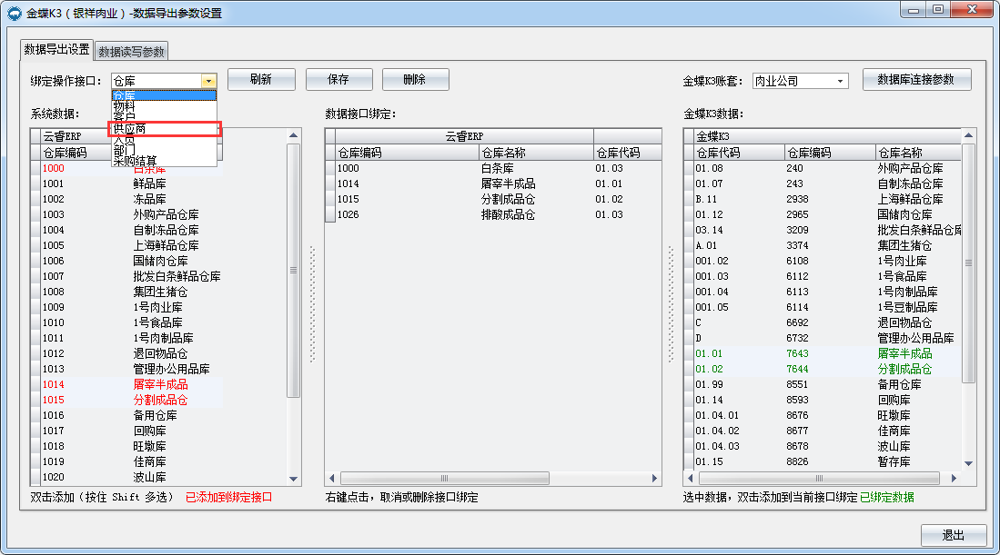 金蝶K3（银祥肉业）-数据导出参数设置
数据导出设置 数据读写参数
绑定操作接口： 仓库 刷新 保存 删除 金蝶K3账套： 肉业公司 数据库连接参数
仓库
物料
客户
供应商
人员
部门
采购结算
系统数据： 数据接口绑定： 金蝶K3数据：
云睿ERP
仓库编码
1000 白条库
1001 鲜品库
1002 冻品库
1003 外购产品仓库
1004 自制冻品仓库
1005 上海鲜品仓库
1006 国储肉仓库
1007 批发白条鲜品仓库
1008 集团生猪仓
1009 1号肉业库
1010 1号食品库
1011 1号肉制品库
1012 退回物品仓
1013 管理办公用品库
1014 屠宰半成品
1015 分割成品仓
1016 备用仓库
1017 回购库
1018 旺墩库
1019 佳商库
1020 波山库
云睿ERP
仓库编码 仓库名称 仓库代码
1000 白条库 01.03
1014 屠宰半成品 01.01
1015 分割成品仓 01.02
1026 排酸成品仓 01.03
金蝶K3
仓库代码 仓库编码 仓库名称
01.08 240 外购产品仓库
01.07 243 自制冻品仓库
B.11 2938 上海鲜品仓库
01.12 2965 国储肉仓库
03.14 3209 批发白条鲜品仓库
A.01 3374 集团生猪仓
001.02 6108 1号肉业库
001.03 6112 1号食品库
001.04 6113 1号肉制品库
001.05 6114 1号豆制品库
C 6692 退回物品仓
D 6732 管理办公用品库
01.01 7643 屠宰半成品
01.02 7644 分割成品仓
01.99 8551 备用仓库
01.14 8593 回购库
01.04.01 8676 旺墩库
01.04.02 8677 佳商库
01.04.03 8678 波山库
01.15 8826 暂存库
双击添加（按住 Shift 多选） 已添加到绑定接口 右键点击，取消或删除接口绑定 选中数据，双击添加到当前接口绑定 已绑定数据
退出